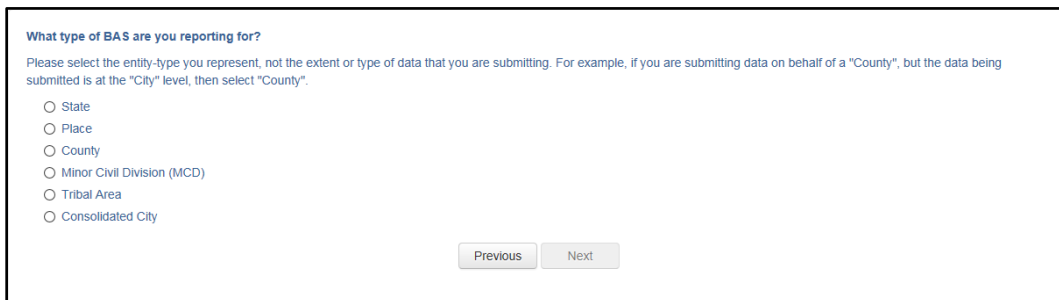 What type of BAS are you reporting for?
Please select the entity-type you represent, not the extent or type of data that you are submitting. For example, if you are submitting data on behalf of a "County", but the data being
submitted is at the "City" level, then select "County".
State
Place
County
Minor Civil Division (MCD)
Tribal Area
Consolidated City
Previous Next